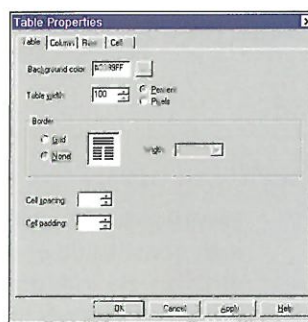 Table Properties
Table Column Row Cell
Background color:
Table width: 100 Percent
Pixels
Border
Grid
None
Width:
Cell spacing:
Cell padding:
OK Cancel Apply Help